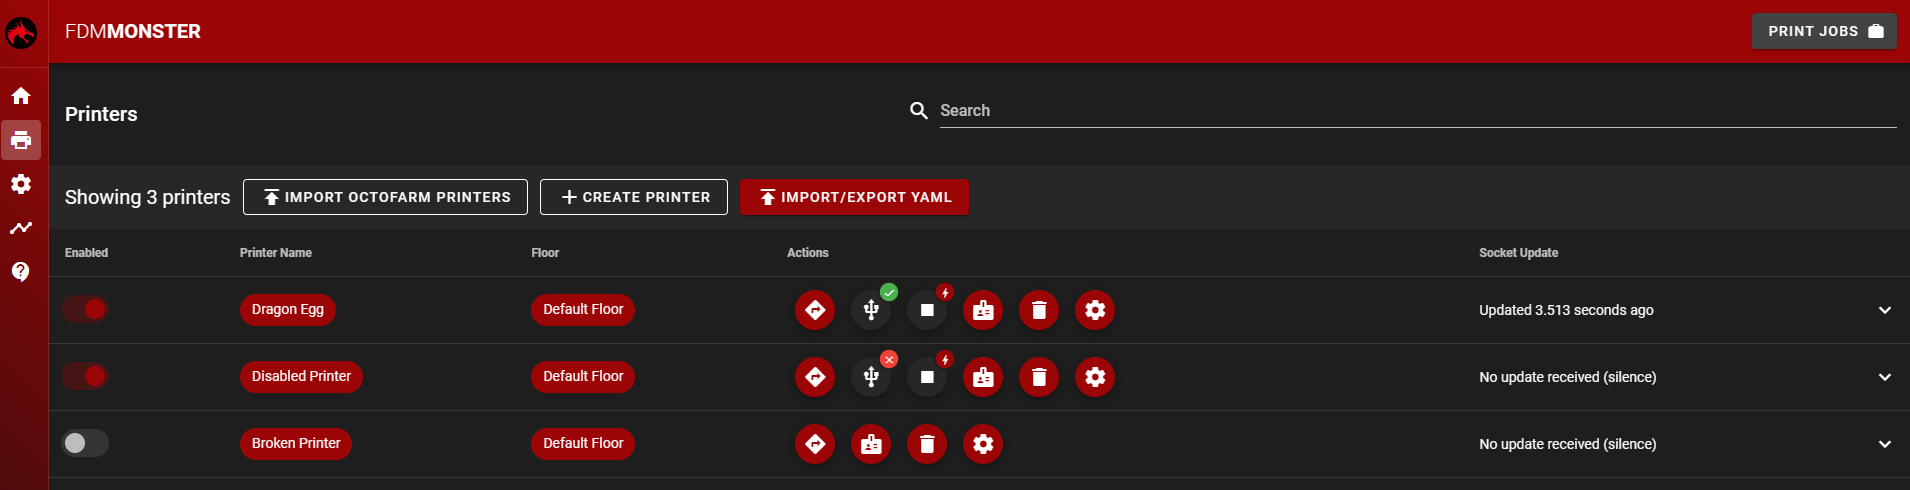 FDMMONSTER
PRINT JOBS
Printers
Search
Showing 3 printers
IMPORT OCTOFARM PRINTERS
CREATE PRINTER
IMPORT/EXPORT YAML
Enabled Printer Name Floor Actions Socket Update
Dragon Egg Default Floor Updated 3.513 seconds ago
Disabled Printer Default Floor No update received (silence)
Broken Printer Default Floor No update received (silence)